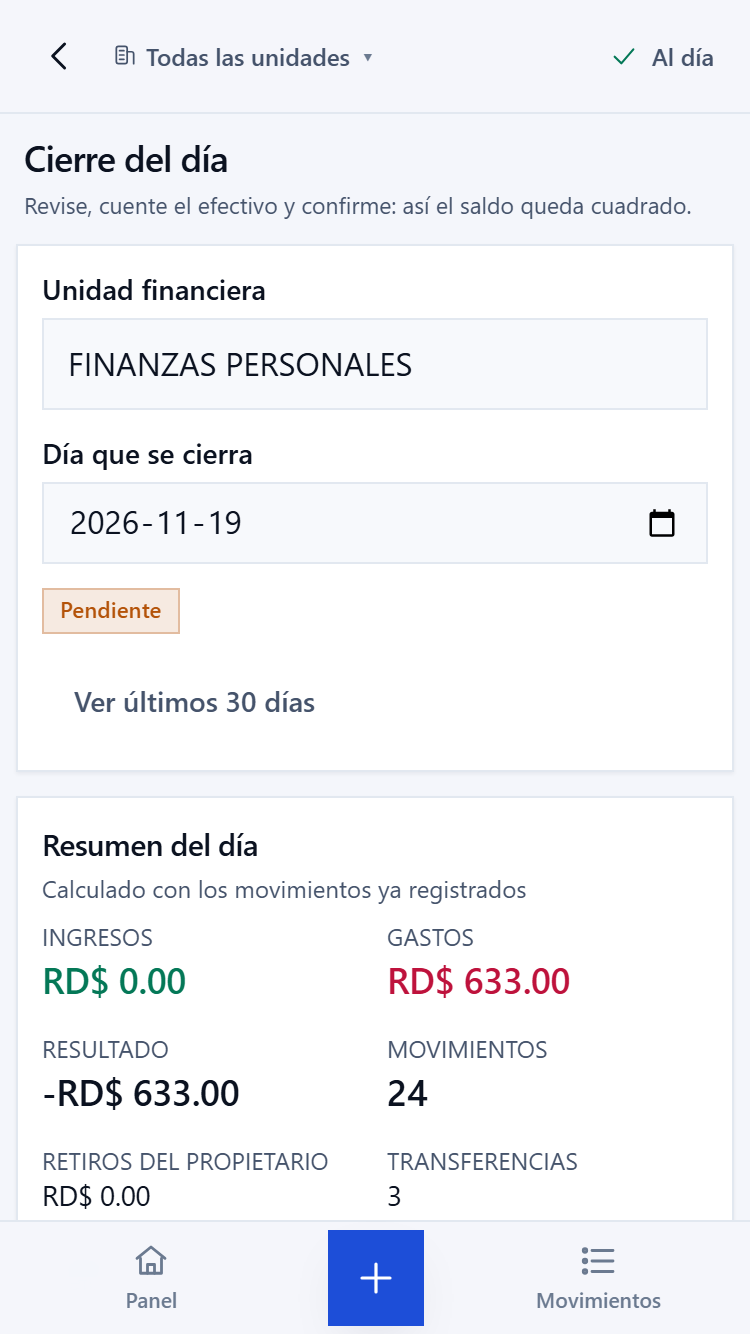 Todas las unidades ▾
Al día
Cierre del día
Revise, cuente el efectivo y confirme: así el saldo queda cuadrado.
Unidad financiera
FINANZAS PERSONALES
Día que se cierra
2026-11-19
Pendiente
Ver últimos 30 días
Resumen del día
Calculado con los movimientos ya registrados
INGRESOS GASTOS
RD$ 0.00 RD$ 633.00
RESULTADO MOVIMIENTOS
-RD$ 633.00 24
RETIROS DEL PROPIETARIO TRANSFERENCIAS
RD$ 0.00 3
Panel
Movimientos